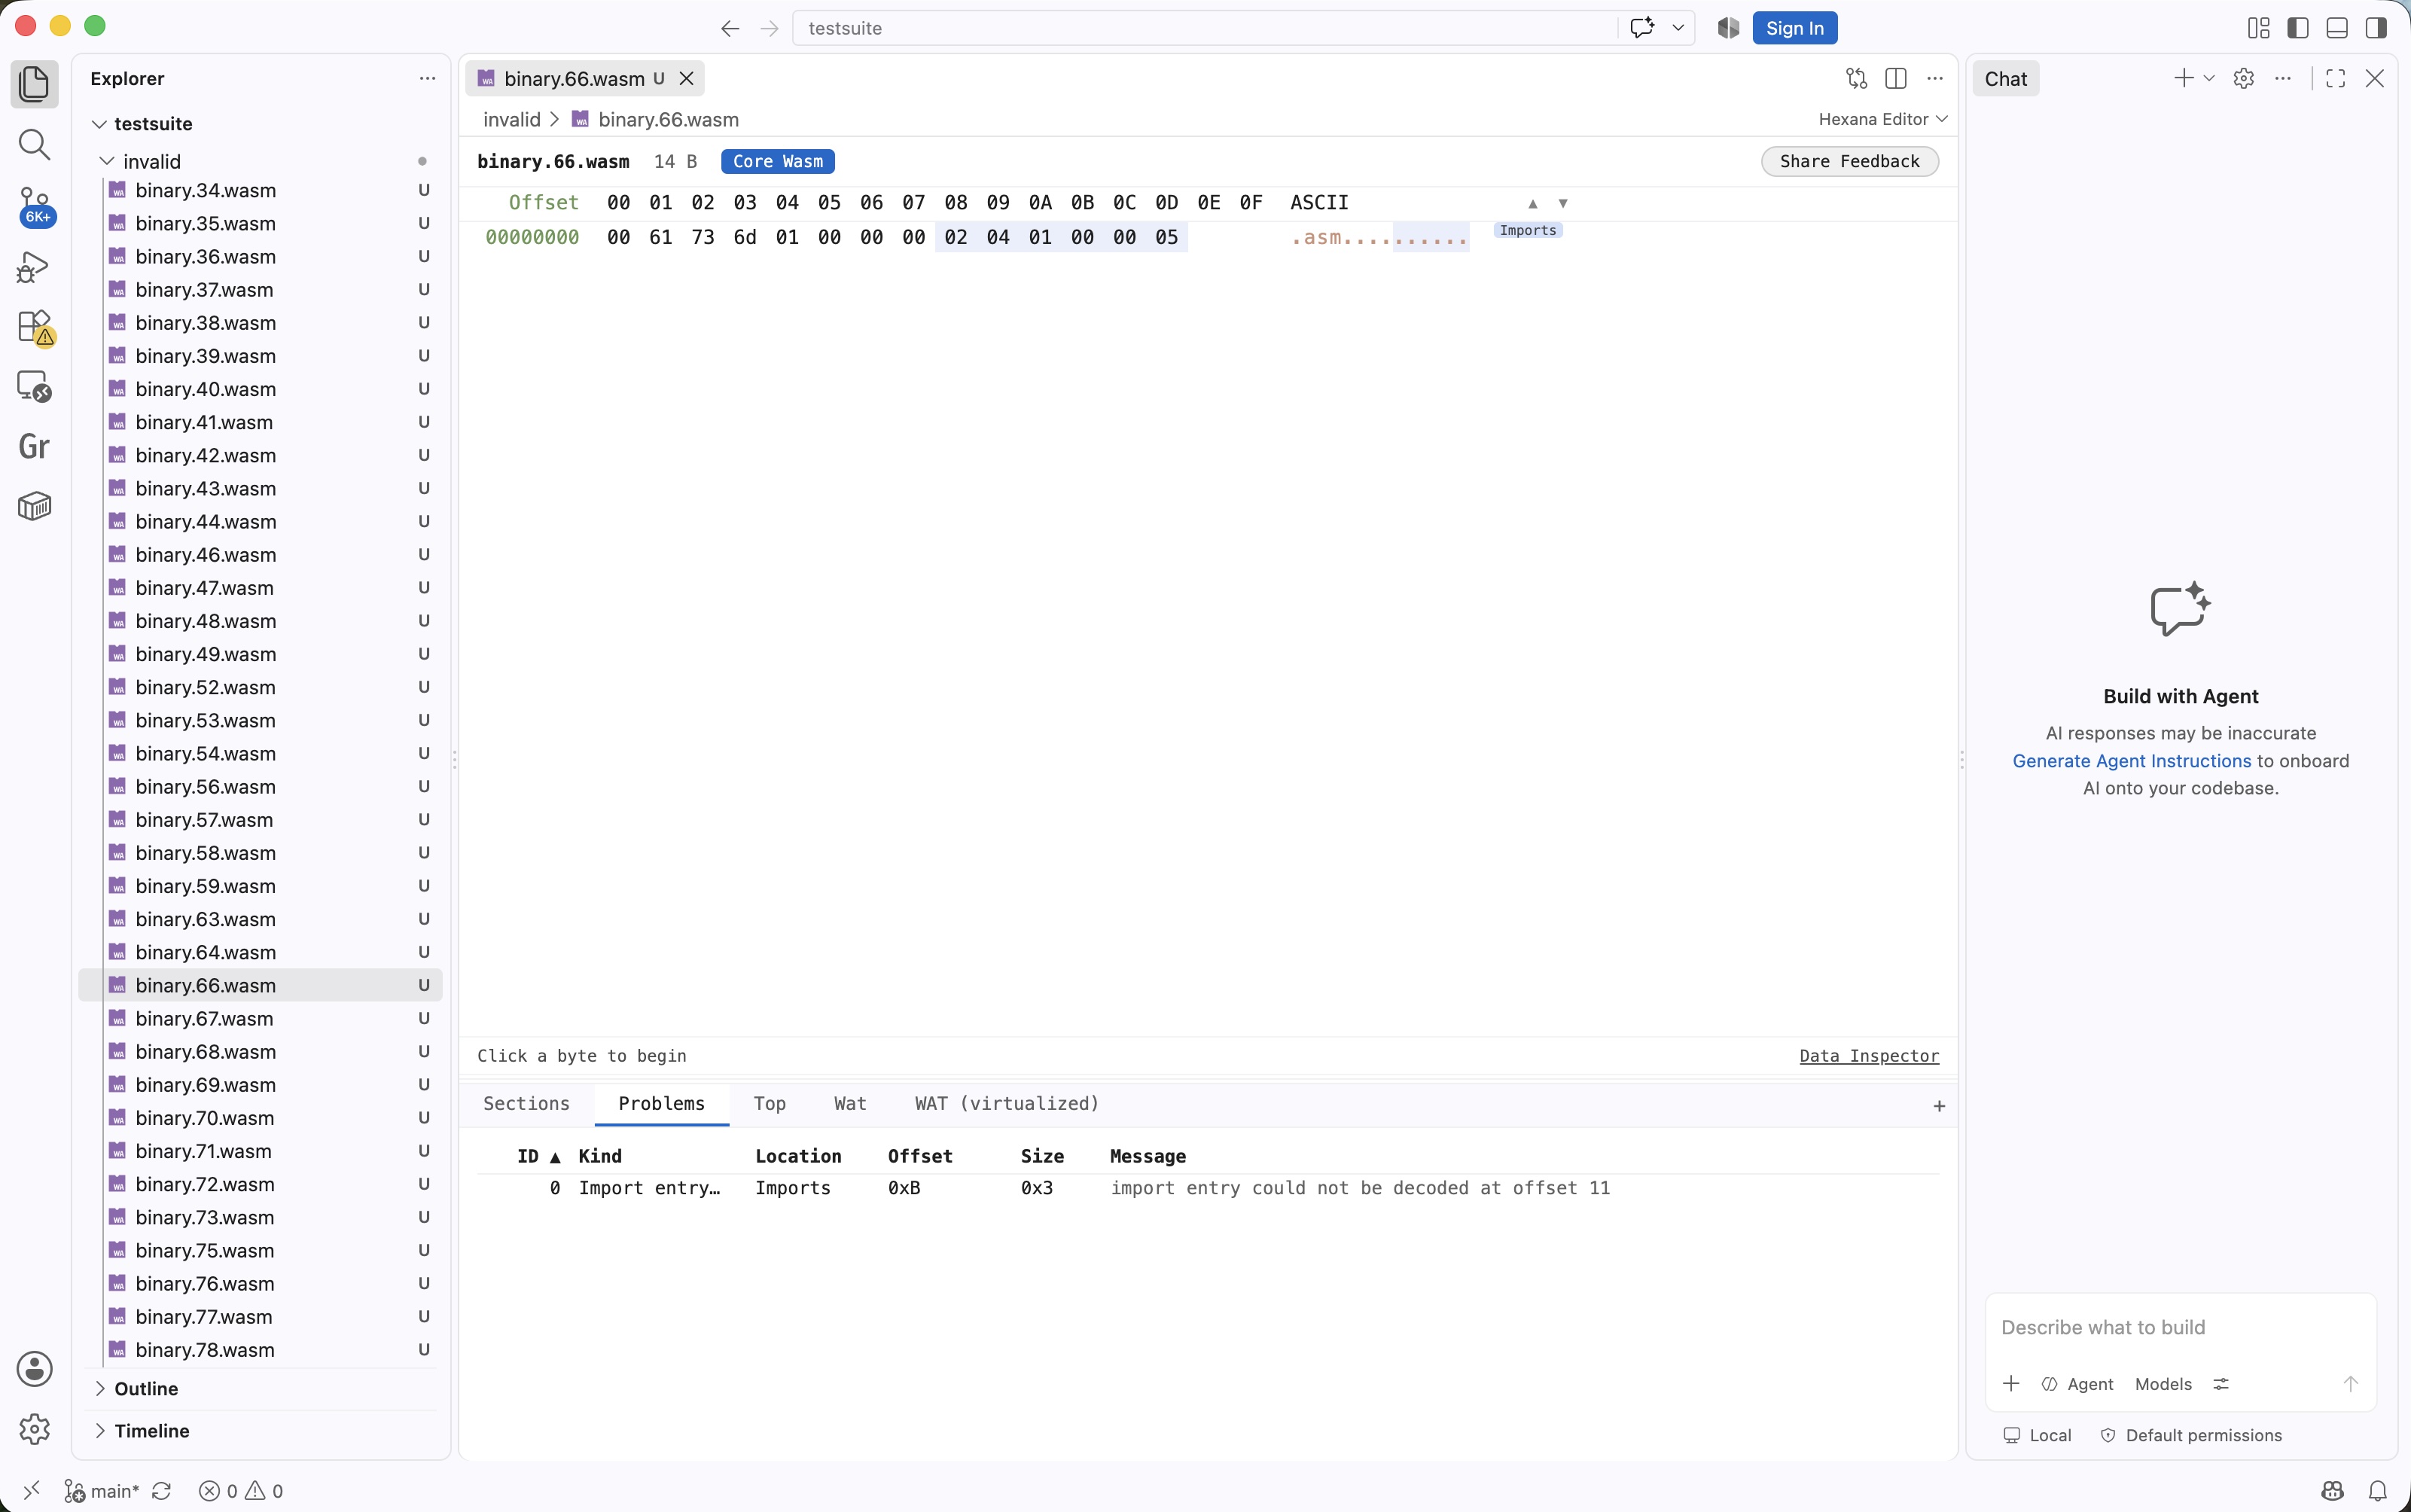 testsuite
Sign In
Explorer
testsuite
invalid
binary.34.wasm U
binary.35.wasm U
binary.36.wasm U
binary.37.wasm U
binary.38.wasm U
binary.39.wasm U
binary.40.wasm U
binary.41.wasm U
binary.42.wasm U
binary.43.wasm U
binary.44.wasm U
binary.46.wasm U
binary.47.wasm U
binary.48.wasm U
binary.49.wasm U
binary.52.wasm U
binary.53.wasm U
binary.54.wasm U
binary.56.wasm U
binary.57.wasm U
binary.58.wasm U
binary.59.wasm U
binary.63.wasm U
binary.64.wasm U
binary.66.wasm U
binary.67.wasm U
binary.68.wasm U
binary.69.wasm U
binary.70.wasm U
binary.71.wasm U
binary.72.wasm U
binary.73.wasm U
binary.75.wasm U
binary.76.wasm U
binary.77.wasm U
binary.78.wasm U
Outline
Timeline
6K+
Gr
binary.66.wasm U
invalid > binary.66.wasm
Hexana Editor
binary.66.wasm 14 B Core Wasm
Share Feedback
Offset 00 01 02 03 04 05 06 07 08 09 0A 0B 0C 0D 0E 0F ASCII ▲ ▼
00000000 00 61 73 6d 01 00 00 00 02 04 01 00 00 05 .asm.......... Imports
Click a byte to begin
Data Inspector
Sections Problems Top Wat WAT (virtualized) +
ID ▲ Kind Location Offset Size Message
0 Import entry… Imports 0xB 0x3 import entry could not be decoded at offset 11
Chat
Build with Agent
AI responses may be inaccurate
Generate Agent Instructions to onboard
AI onto your codebase.
Describe what to build
Agent Models
Local Default permissions
main* 0 0